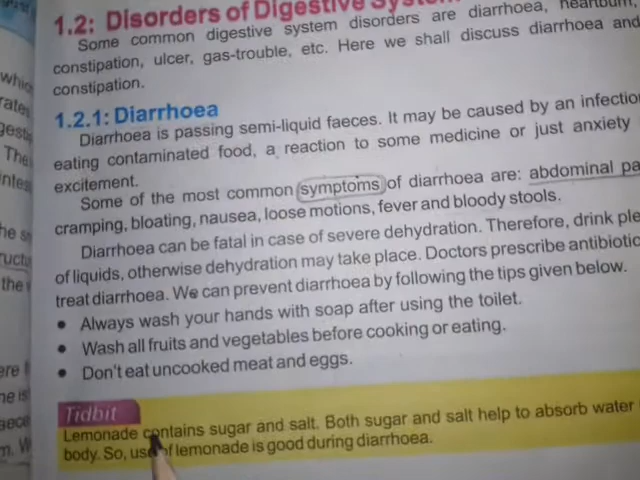 1.2: Disorders of Digestive System
Some common digestive system disorders are diarrhoea, heartburn,
constipation, ulcer, gas-trouble, etc. Here we shall discuss diarrhoea and
constipation.
1.2.1: Diarrhoea
Diarrhoea is passing semi-liquid faeces. It may be caused by an infection
eating contaminated food, a reaction to some medicine or just anxiety
excitement.
Some of the most common symptoms of diarrhoea are: abdominal pa
cramping, bloating, nausea, loose motions, fever and bloody stools.
Diarrhoea can be fatal in case of severe dehydration. Therefore, drink ple
of liquids, otherwise dehydration may take place. Doctors prescribe antibiotic
treat diarrhoea. We can prevent diarrhoea by following the tips given below.
• Always wash your hands with soap after using the toilet.
• Wash all fruits and vegetables before cooking or eating.
• Don't eat uncooked meat and eggs.
Tidbit
Lemonade contains sugar and salt. Both sugar and salt help to absorb water
body. So, use of lemonade is good during diarrhoea.